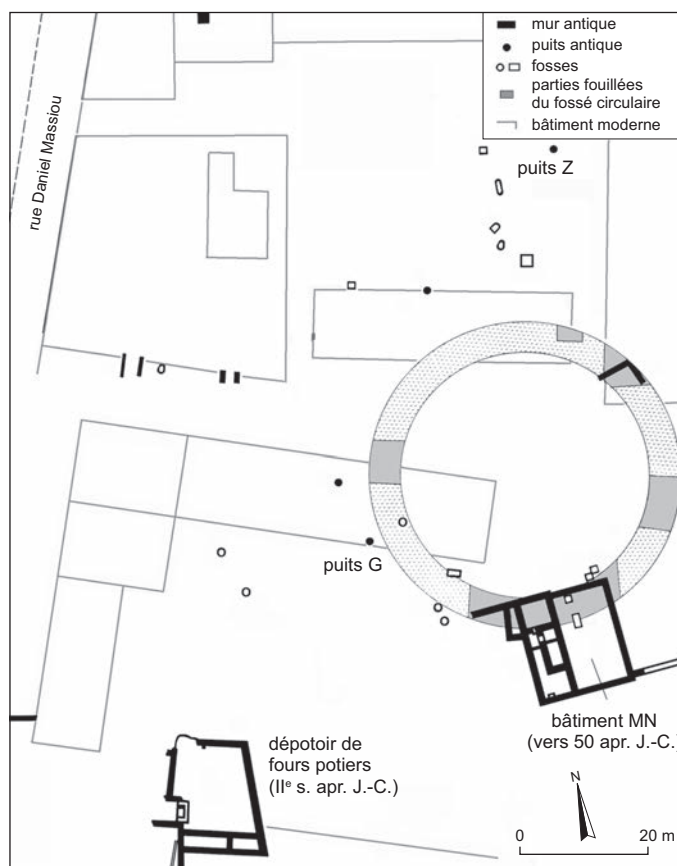 mur antique
puits antique
fosses
parties fouillées
du fossé circulaire
bâtiment moderne
rue Daniel Massiou
puits Z
puits G
bâtiment MN
(vers 50 apr. J.-C.)
dépotoir de
fours potiers
(IIe s. apr. J.-C.)
N
0 20 m